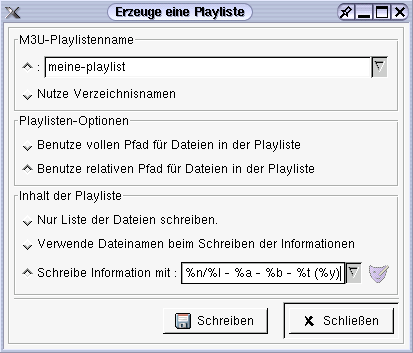 Erzeuge eine Playliste
M3U-Playlistenname
: meine-playlist
Nutze Verzeichnisnamen
Playlisten-Optionen
Benutze vollen Pfad für Dateien in der Playliste
Benutze relativen Pfad für Dateien in der Playliste
Inhalt der Playliste
Nur Liste der Dateien schreiben.
Verwende Dateinamen beim Schreiben der Informationen
Schreibe Information mit : %n/%l - %a - %b - %t (%y)
Schreiben
Schließen